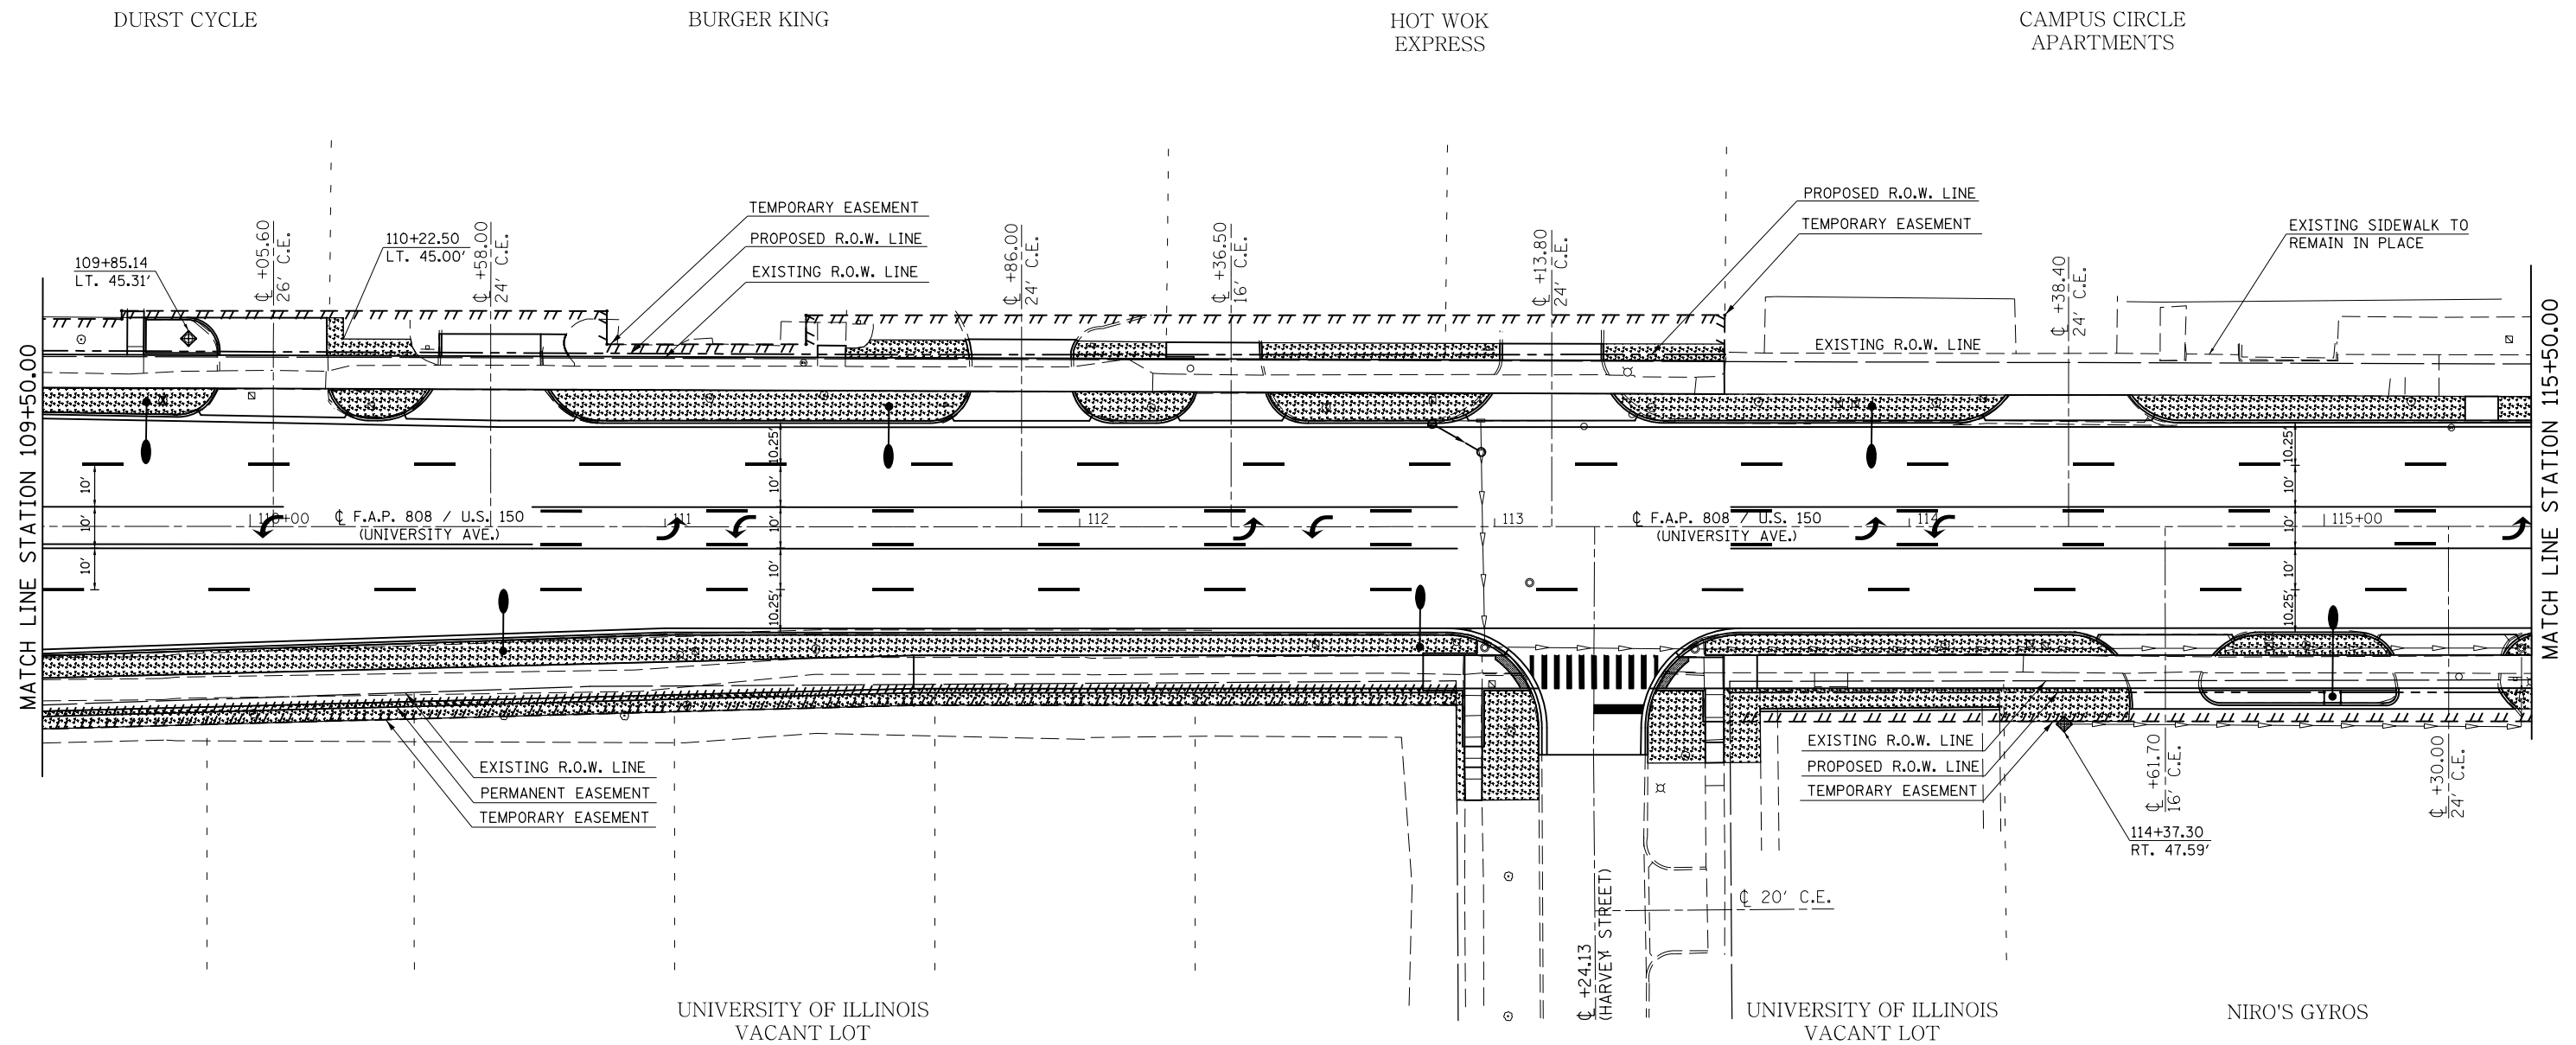 DURST CYCLE
BURGER KING
HOT WOK
EXPRESS
CAMPUS CIRCLE
APARTMENTS
109+85.14
LT. 45.31'
℄ +05.60
26' C.E.
110+22.50
LT. 45.00'
℄ +58.00
24' C.E.
TEMPORARY EASEMENT
PROPOSED R.O.W. LINE
EXISTING R.O.W. LINE
℄ +86.00
24' C.E.
℄ +36.50
16' C.E.
℄ +13.80
24' C.E.
PROPOSED R.O.W. LINE
TEMPORARY EASEMENT
EXISTING R.O.W. LINE
℄ +38.40
24' C.E.
EXISTING SIDEWALK TO
REMAIN IN PLACE
MATCH LINE STATION 109+50.00
MATCH LINE STATION 115+50.00
10'
10'
10'
110+00
℄ F.A.P. 808 / U.S. 150
(UNIVERSITY AVE.)
111
10.25'
10'
10'
10'
10.25'
112
113
℄ F.A.P. 808 / U.S. 150
(UNIVERSITY AVE.)
114
10.25'
10'
10'
10'
10.25'
115+00
EXISTING R.O.W. LINE
PERMANENT EASEMENT
TEMPORARY EASEMENT
EXISTING R.O.W. LINE
PROPOSED R.O.W. LINE
TEMPORARY EASEMENT
℄ +61.70
16' C.E.
℄ +30.00
24' C.E.
114+37.30
RT. 47.59'
℄ 20' C.E.
℄ +24.13
(HARVEY STREET)
UNIVERSITY OF ILLINOIS
VACANT LOT
UNIVERSITY OF ILLINOIS
VACANT LOT
NIRO'S GYROS